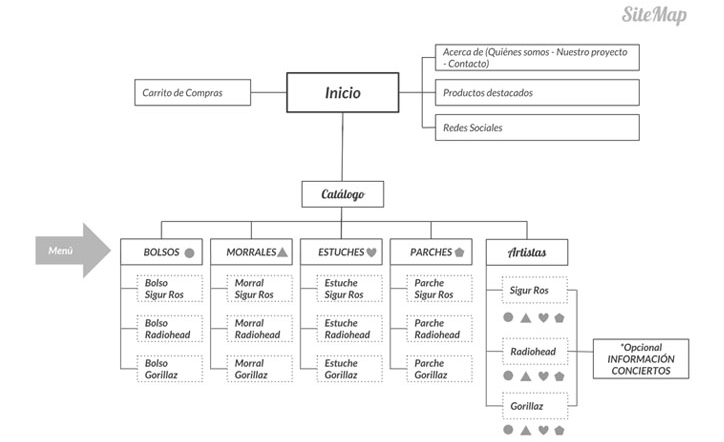 SiteMap
Acerca de (Quiénes somos - Nuestro proyecto
- Contacto)
Carrito de Compras
Inicio
Productos destacados
Redes Sociales
Catálogo
Menú
BOLSOS
MORRALES
ESTUCHES
PARCHES
Artistas
Bolso
Sigur Ros
Morral
Sigur Ros
Estuche
Sigur Ros
Parche
Sigur Ros
Sigur Ros
Bolso
Radiohead
Morral
Radiohead
Estuche
Radiohead
Parche
Radiohead
Radiohead
*Opcional
INFORMACIÓN
CONCIERTOS
Bolso
Gorillaz
Morral
Gorillaz
Estuche
Gorillaz
Parche
Gorillaz
Gorillaz